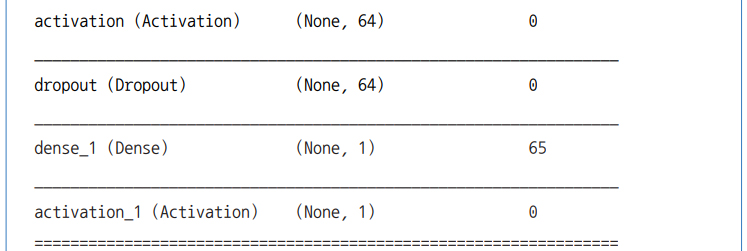 activation (Activation) (None, 64) 0
_________________________________________________________________
dropout (Dropout) (None, 64) 0
_________________________________________________________________
dense_1 (Dense) (None, 1) 65
_________________________________________________________________
activation_1 (Activation) (None, 1) 0
=================================================================